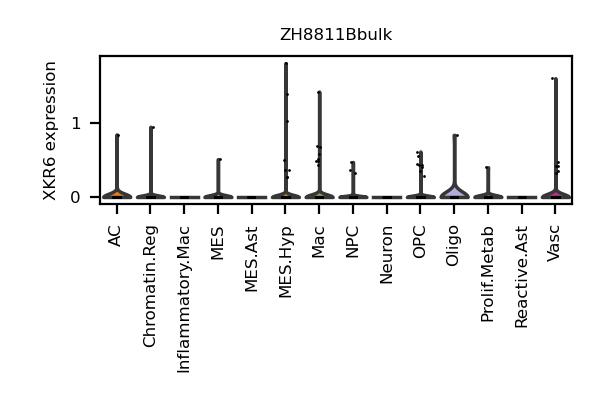 ZH8811Bbulk
XKR6 expression
1
0
AC
Chromatin.Reg
Inflammatory.Mac
MES
MES.Ast
MES.Hyp
Mac
NPC
Neuron
OPC
Oligo
Prolif.Metab
Reactive.Ast
Vasc